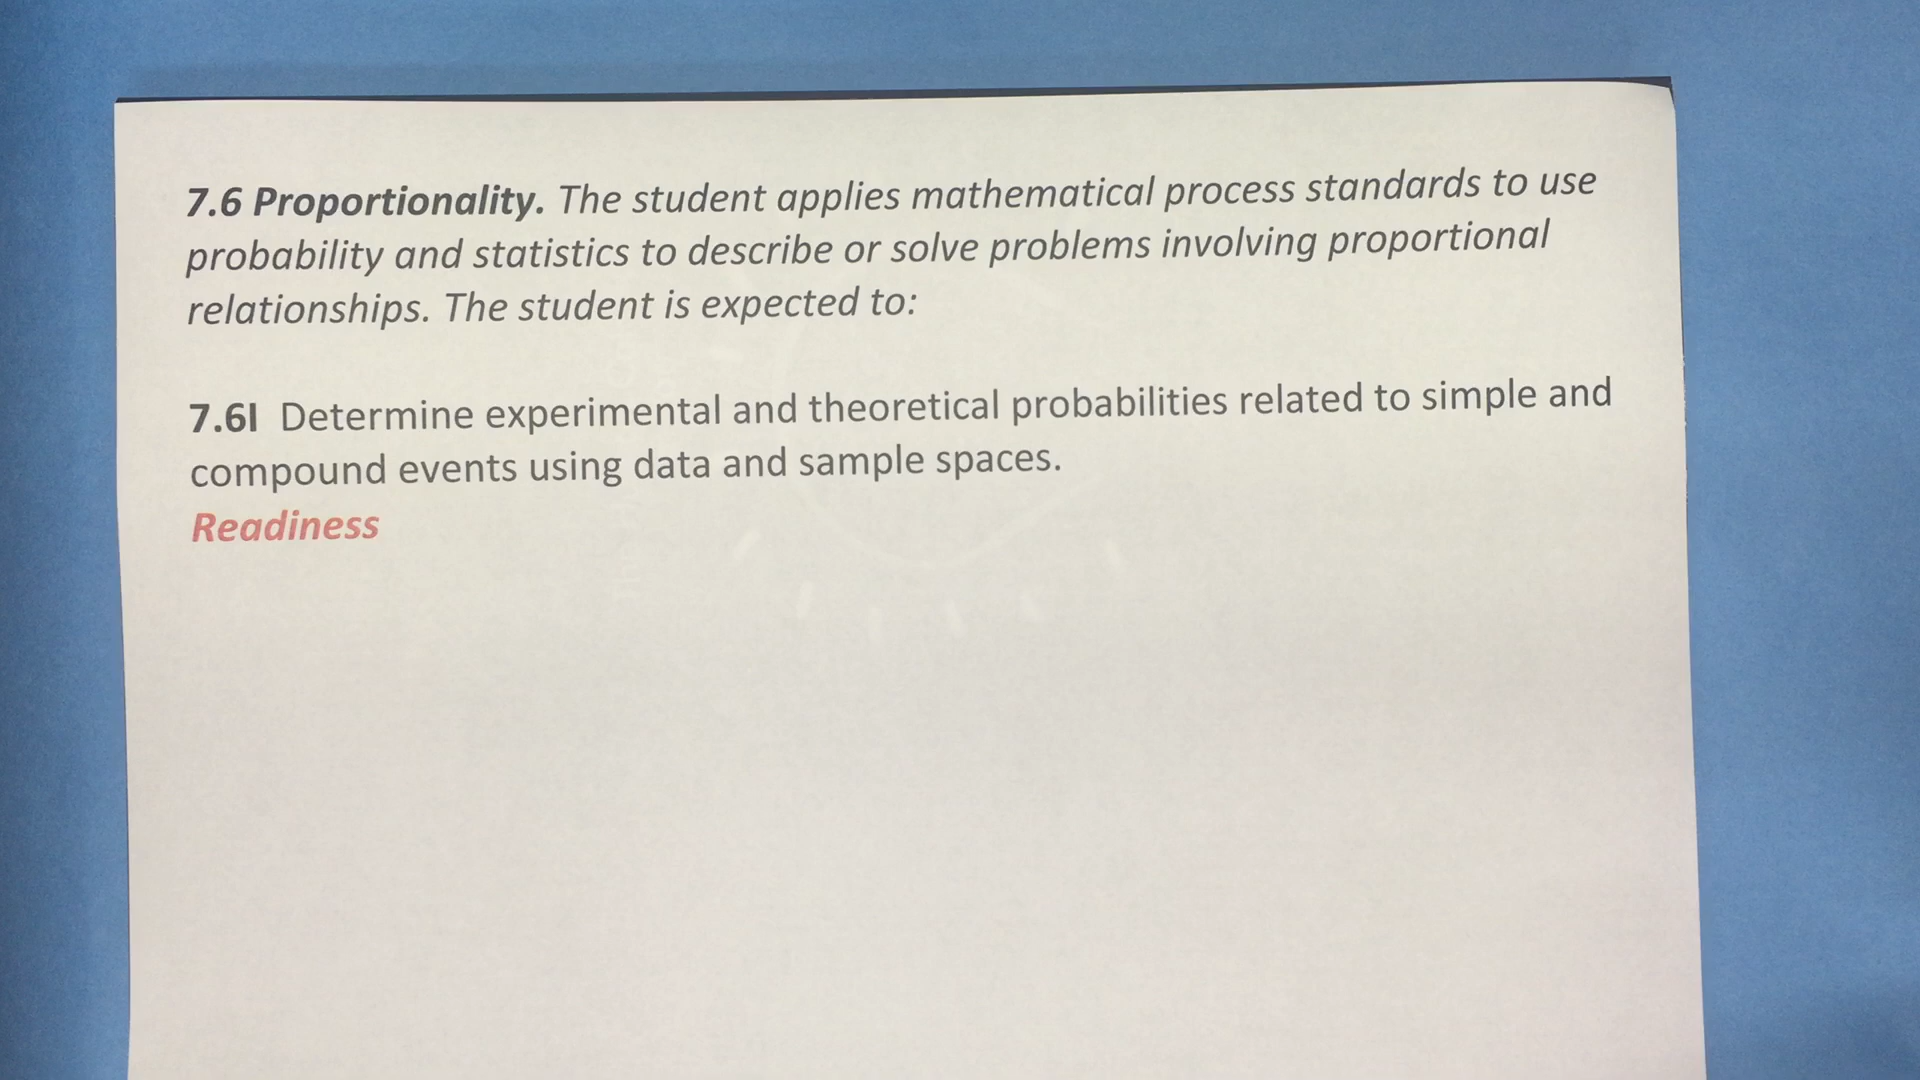 7.6 Proportionality. The student applies mathematical process standards to use
probability and statistics to describe or solve problems involving proportional
relationships. The student is expected to:
7.6I Determine experimental and theoretical probabilities related to simple and
compound events using data and sample spaces.
Readiness